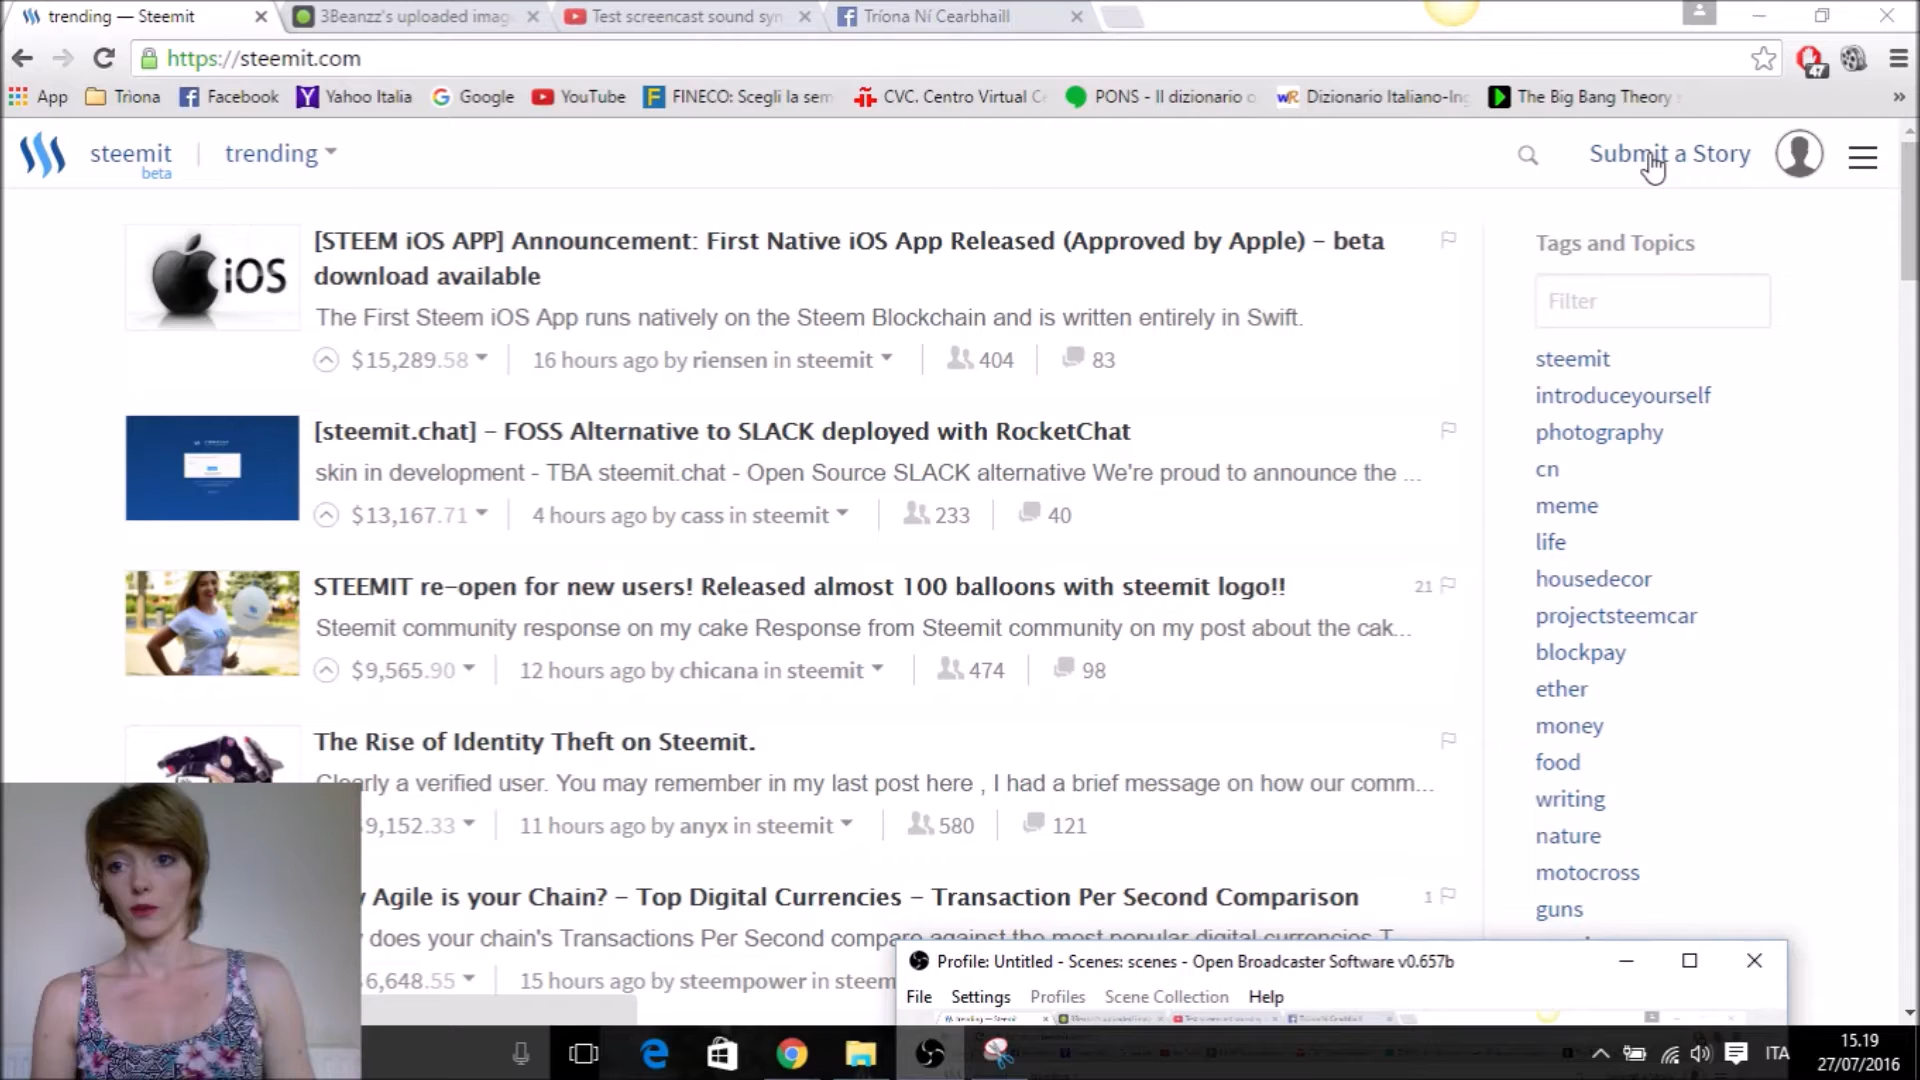 trending — Steemit
3Beanzz's uploaded imag
Test screencast sound syn
Tríona Ní Cearbhaill
https://steemit.com
47
App
Triona
Facebook
Yahoo Italia
Google
YouTube
FINECO: Scegli la sem
CVC. Centro Virtual C
PONS - Il dizionario o
Dizionario Italiano-Ing
The Big Bang Theory
»
steemit
beta
trending
Submit a Story
iOS
[STEEM iOS APP] Announcement: First Native iOS App Released (Approved by Apple) – beta
download available
The First Steem iOS App runs natively on the Steem Blockchain and is written entirely in Swift.
$15,289.58 | 16 hours ago by riensen in steemit | 404 | 83
[steemit.chat] – FOSS Alternative to SLACK deployed with RocketChat
skin in development - TBA steemit.chat - Open Source SLACK alternative We're proud to announce the ...
$13,167.71 | 4 hours ago by cass in steemit | 233 | 40
STEEMIT re-open for new users! Released almost 100 balloons with steemit logo!!
21
Steemit community response on my cake Response from Steemit community on my post about the cak...
$9,565.90 | 12 hours ago by chicana in steemit | 474 | 98
The Rise of Identity Theft on Steemit.
Clearly a verified user. You may remember in my last post here , I had a brief message on how our comm...
9,152.33 | 11 hours ago by anyx in steemit | 580 | 121
y Agile is your Chain? – Top Digital Currencies – Transaction Per Second Comparison
1
does your chain's Transactions Per Second compare against the most popular digital currencies T
6,648.55 | 15 hours ago by steempower in steem
Tags and Topics
Filter
steemit
introduceyourself
photography
cn
meme
life
housedecor
projectsteemcar
blockpay
ether
money
food
writing
nature
motocross
guns
Profile: Untitled - Scenes: scenes - Open Broadcaster Software v0.657b
File Settings Profiles Scene Collection Help
ITA
15.19
27/07/2016